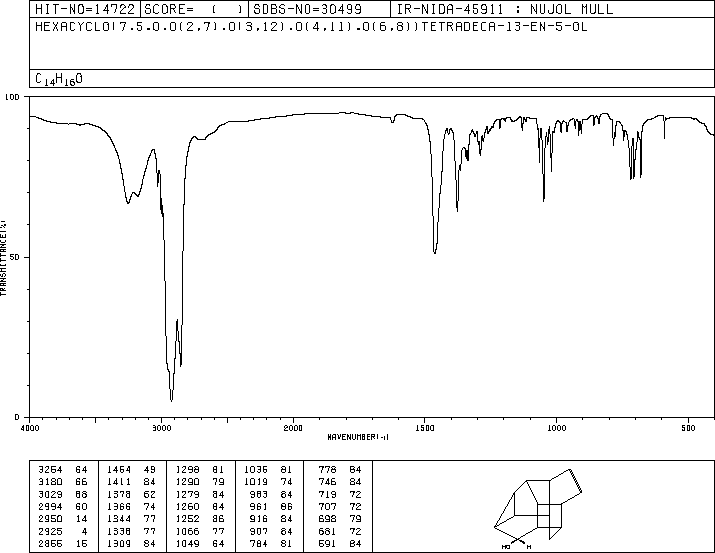 HIT-NO=14722 SCORE= ( ) SDBS-NO=30499 IR-NIDA-45911 : NUJOL MULL
HEXACYCLO(7.5.0.0(2,7).0(3,12).0(4,11).0(6,8))TETRADECA-13-EN-5-OL
C14H16O
100
50
0
TRANSMITTANCE(%)
4000 3000 2000 1500 1000 500
WAVENUMBER(-1)
3254 64 1464 49 1298 81 1036 81 778 84
3180 66 1411 84 1290 79 1019 74 746 84
3029 68 1378 62 1279 84 983 84 719 72
2994 60 1366 74 1260 84 961 86 707 72
2950 14 1344 77 1252 86 916 84 698 79
2925 4 1338 77 1066 77 907 84 681 72
2855 15 1309 84 1049 64 784 81 591 84
HO H